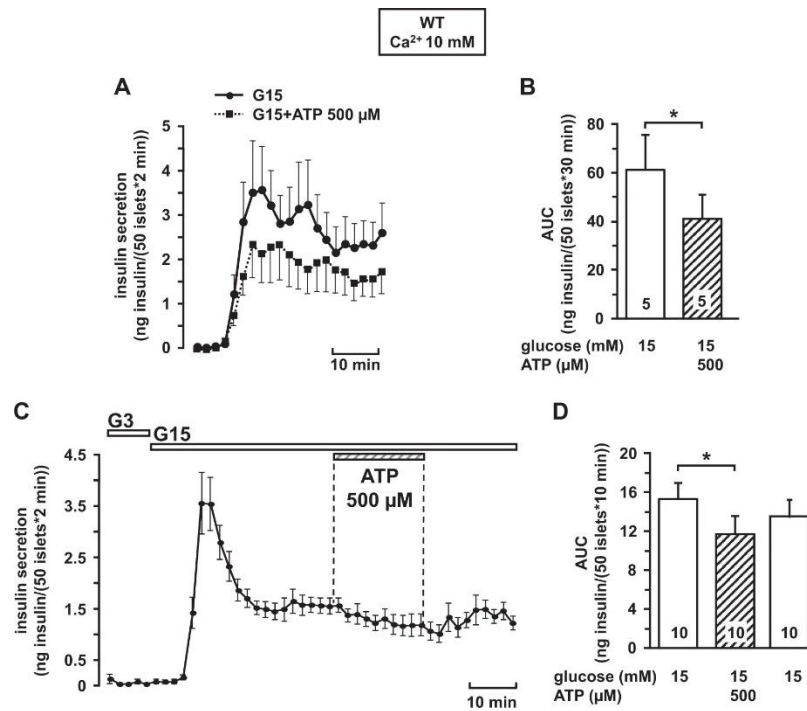 WT
Ca²⁺ 10 mM
A
G15
G15+ATP 500 µM
insulin secretion
(ng insulin/(50 islets*2 min))
5
4
3
2
1
0
10 min
B
*
AUC
(ng insulin/(50 islets*30 min))
80
60
40
20
0
5 5
glucose (mM) 15 15
ATP (µM) 500
C
G3
G15
ATP
500 µM
insulin secretion
(ng insulin/(50 islets*2 min))
4.5
3.5
2.5
1.5
0.5
0
10 min
D
*
AUC
(ng insulin/(50 islets*10 min))
20
16
12
8
4
0
10 10 10
glucose (mM) 15 15 15
ATP (µM) 500